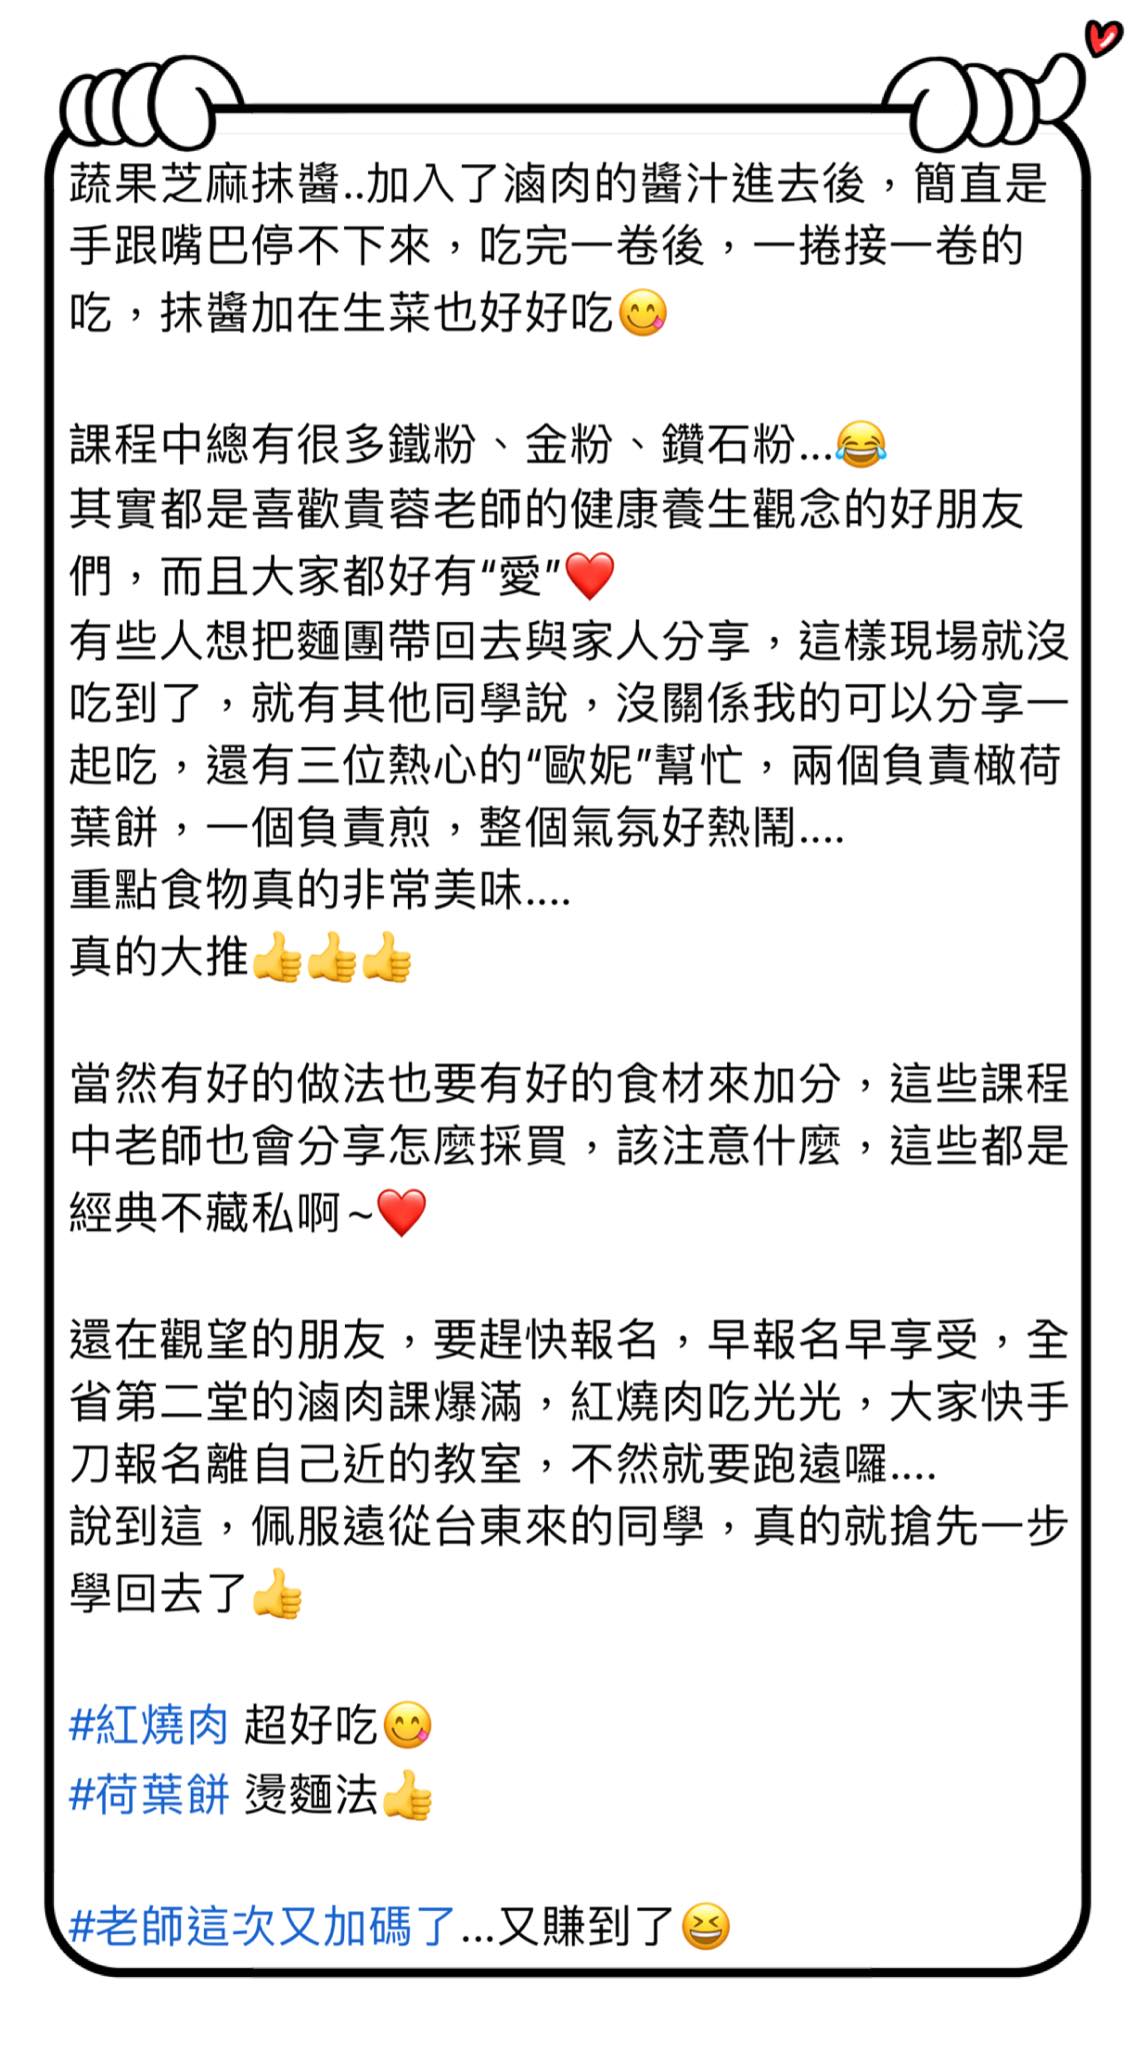 蔬果芝麻抹醬..加入了滷肉的醬汁進去後，簡直是
手跟嘴巴停不下來，吃完一卷後，一捲接一卷的
吃，抹醬加在生菜也好好吃😋
課程中總有很多鐵粉、金粉、鑽石粉...😂
其實都是喜歡貴蓉老師的健康養生觀念的好朋友
們，而且大家都好有“愛”❤️
有些人想把麵團帶回去與家人分享，這樣現場就沒
吃到了，就有其他同學說，沒關係我的可以分享一
起吃，還有三位熱心的“歐妮”幫忙，兩個負責橄荷
葉餅，一個負責煎，整個氣氛好熱鬧....
重點食物真的非常美味....
真的大推👍👍👍
當然有好的做法也要有好的食材來加分，這些課程
中老師也會分享怎麼採買，該注意什麼，這些都是
經典不藏私啊~❤️
還在觀望的朋友，要趕快報名，早報名早享受，全
省第二堂的滷肉課爆滿，紅燒肉吃光光，大家快手
刀報名離自己近的教室，不然就要跑遠囉....
說到這，佩服遠從台東來的同學，真的就搶先一步
學回去了👍
#紅燒肉 超好吃😋
#荷葉餅 燙麵法👍
#老師這次又加碼了...又賺到了😆